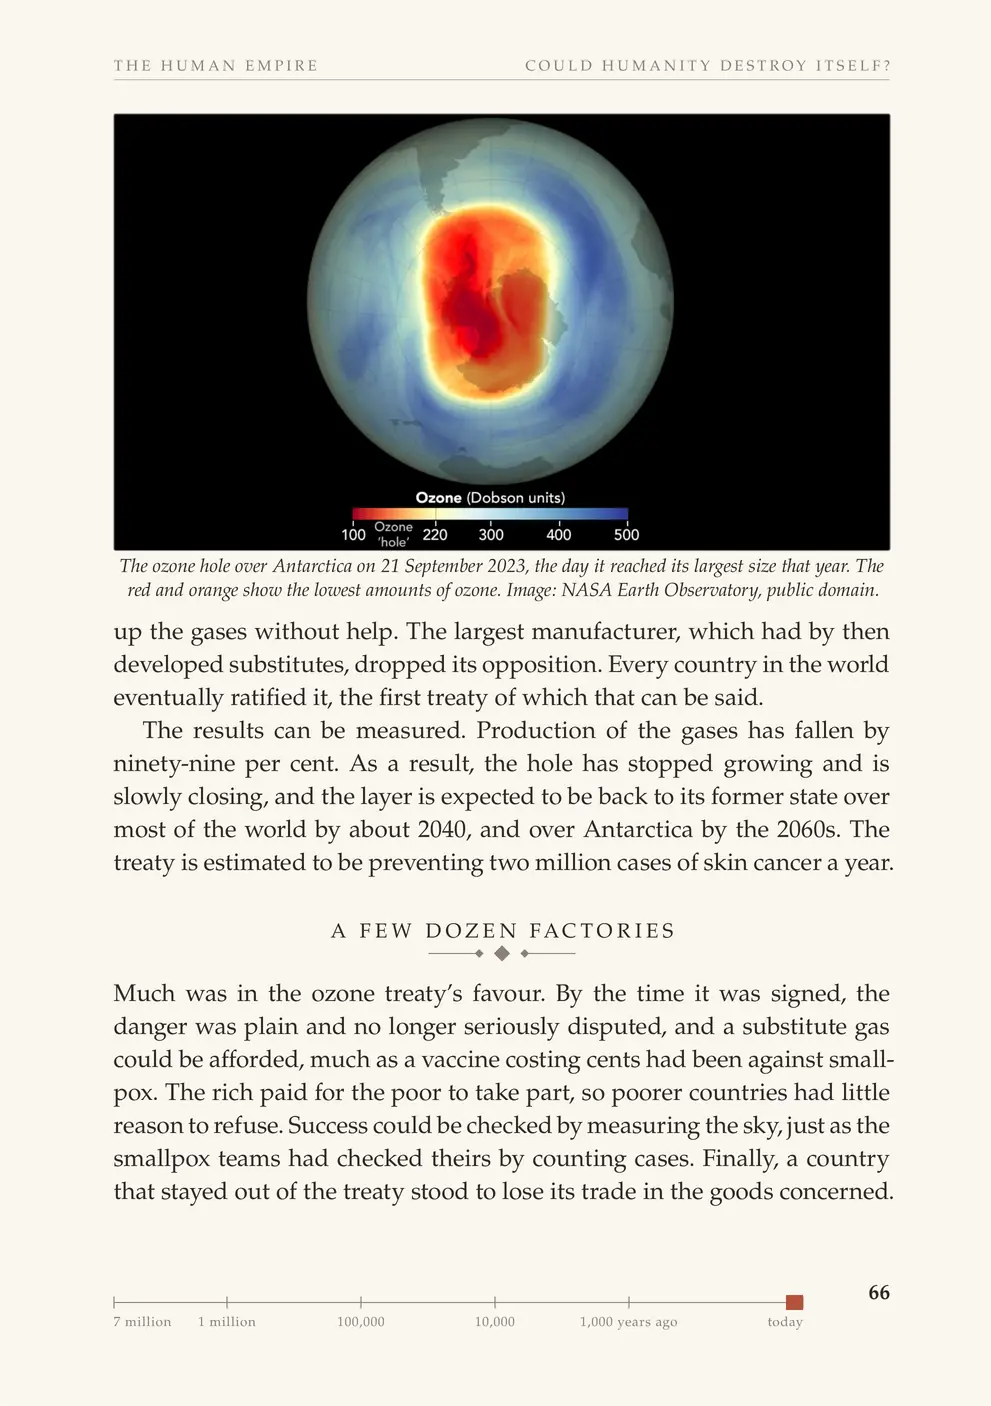 THE HUMAN EMPIRE
COULD HUMANITY DESTROY ITSELF?
Ozone (Dobson units)
100 Ozone 'hole' 220 300 400 500
The ozone hole over Antarctica on 21 September 2023, the day it reached its largest size that year. The
red and orange show the lowest amounts of ozone. Image: NASA Earth Observatory, public domain.
up the gases without help. The largest manufacturer, which had by then
developed substitutes, dropped its opposition. Every country in the world
eventually ratified it, the first treaty of which that can be said.
The results can be measured. Production of the gases has fallen by
ninety-nine per cent. As a result, the hole has stopped growing and is
slowly closing, and the layer is expected to be back to its former state over
most of the world by about 2040, and over Antarctica by the 2060s. The
treaty is estimated to be preventing two million cases of skin cancer a year.
A FEW DOZEN FACTORIES
Much was in the ozone treaty’s favour. By the time it was signed, the
danger was plain and no longer seriously disputed, and a substitute gas
could be afforded, much as a vaccine costing cents had been against small-
pox. The rich paid for the poor to take part, so poorer countries had little
reason to refuse. Success could be checked by measuring the sky, just as the
smallpox teams had checked theirs by counting cases. Finally, a country
that stayed out of the treaty stood to lose its trade in the goods concerned.
66
7 million 1 million 100,000 10,000 1,000 years ago today